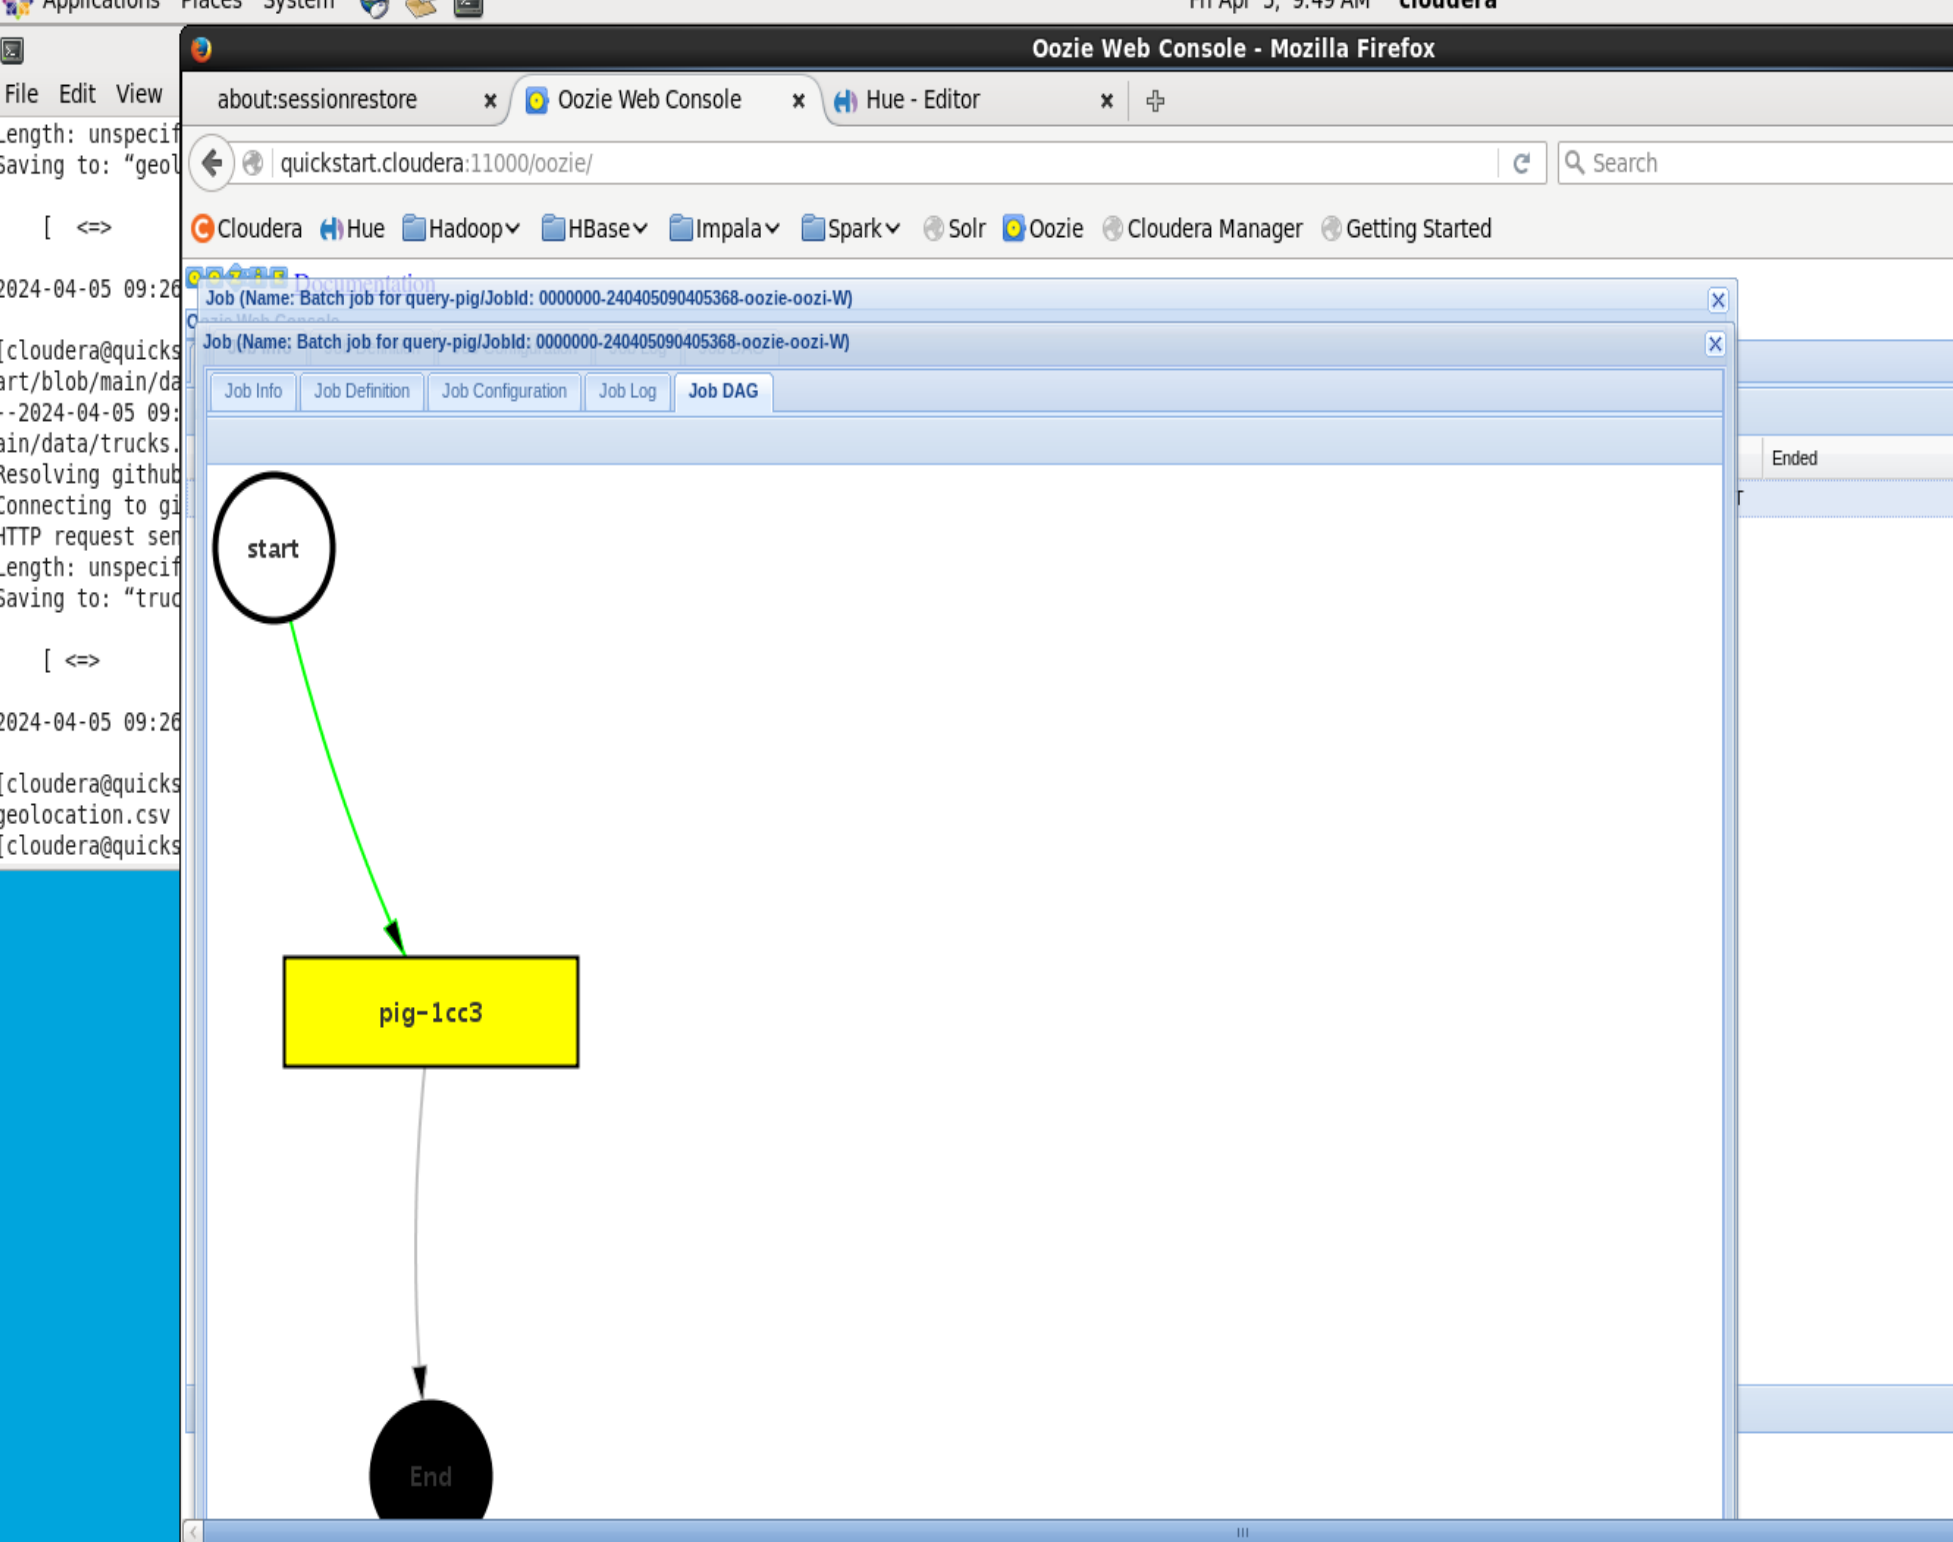 Applications Places System
Fri Apr 5, 9:49 AM cloudera
Oozie Web Console - Mozilla Firefox
File Edit View
about:sessionrestore
Oozie Web Console
Hue - Editor
quickstart.cloudera:11000/oozie/
Search
Cloudera Hue Hadoop HBase Impala Spark Solr Oozie Cloudera Manager Getting Started
Documentation
Oozie Web Console
Job (Name: Batch job for query-pig/JobId: 0000000-240405090405368-oozie-oozi-W)
Job (Name: Batch job for query-pig/JobId: 0000000-240405090405368-oozie-oozi-W)
Job Info Job Definition Job Configuration Job Log Job DAG
Ended
T
start
pig-1cc3
End
Length: unspecif
Saving to: “geol
[ <=>
2024-04-05 09:26
[cloudera@quicks
art/blob/main/da
--2024-04-05 09:
ain/data/trucks.
Resolving github
Connecting to gi
HTTP request sen
Length: unspecif
Saving to: “truc
[ <=>
2024-04-05 09:26
[cloudera@quicks
geolocation.csv
[cloudera@quicks